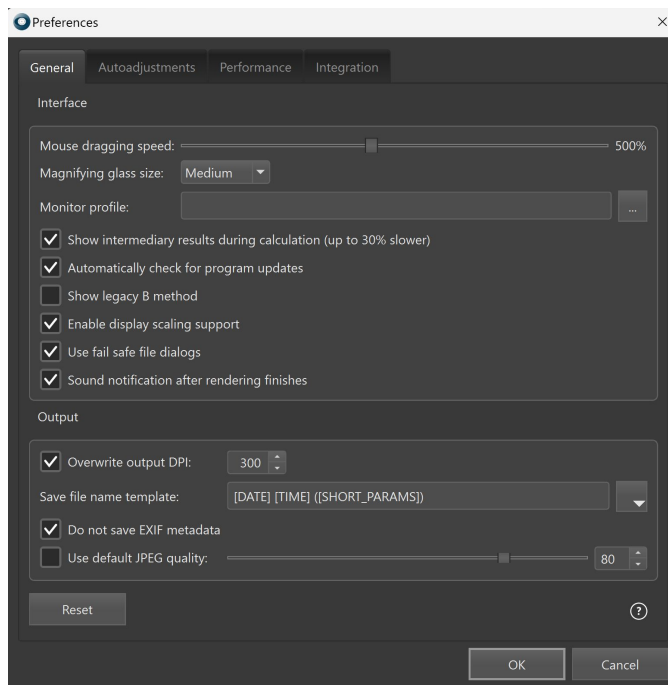 Preferences
General Autoadjustments Performance Integration
Interface
Mouse dragging speed: 500%
Magnifying glass size: Medium
Monitor profile: ...
Show intermediary results during calculation (up to 30% slower)
Automatically check for program updates
Show legacy B method
Enable display scaling support
Use fail safe file dialogs
Sound notification after rendering finishes
Output
Overwrite output DPI: 300
Save file name template: [DATE] [TIME] ([SHORT_PARAMS])
Do not save EXIF metadata
Use default JPEG quality: 80
Reset ?
OK Cancel